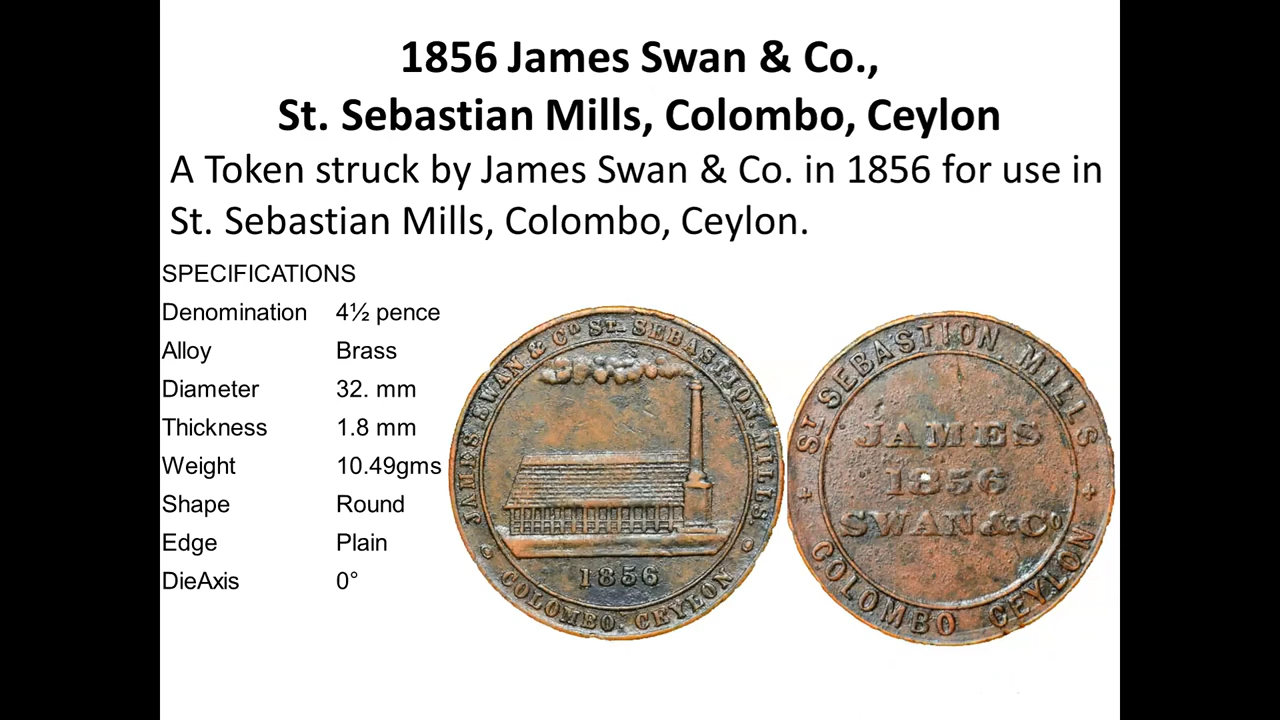 1856 James Swan & Co.,
St. Sebastian Mills, Colombo, Ceylon
A Token struck by James Swan & Co. in 1856 for use in
St. Sebastian Mills, Colombo, Ceylon.
SPECIFICATIONS
Denomination 4½ pence
Alloy Brass
Diameter 32. mm
Thickness 1.8 mm
Weight 10.49gms
Shape Round
Edge Plain
DieAxis 0°
JAMES SWAN & Cº Sᵀ. SEBASTION. MILLS.
1856
COLOMBO. CEYLON
Sᵀ SEBASTION MILLS
JAMES
1856
SWAN & Cº
COLOMBO CEYLON